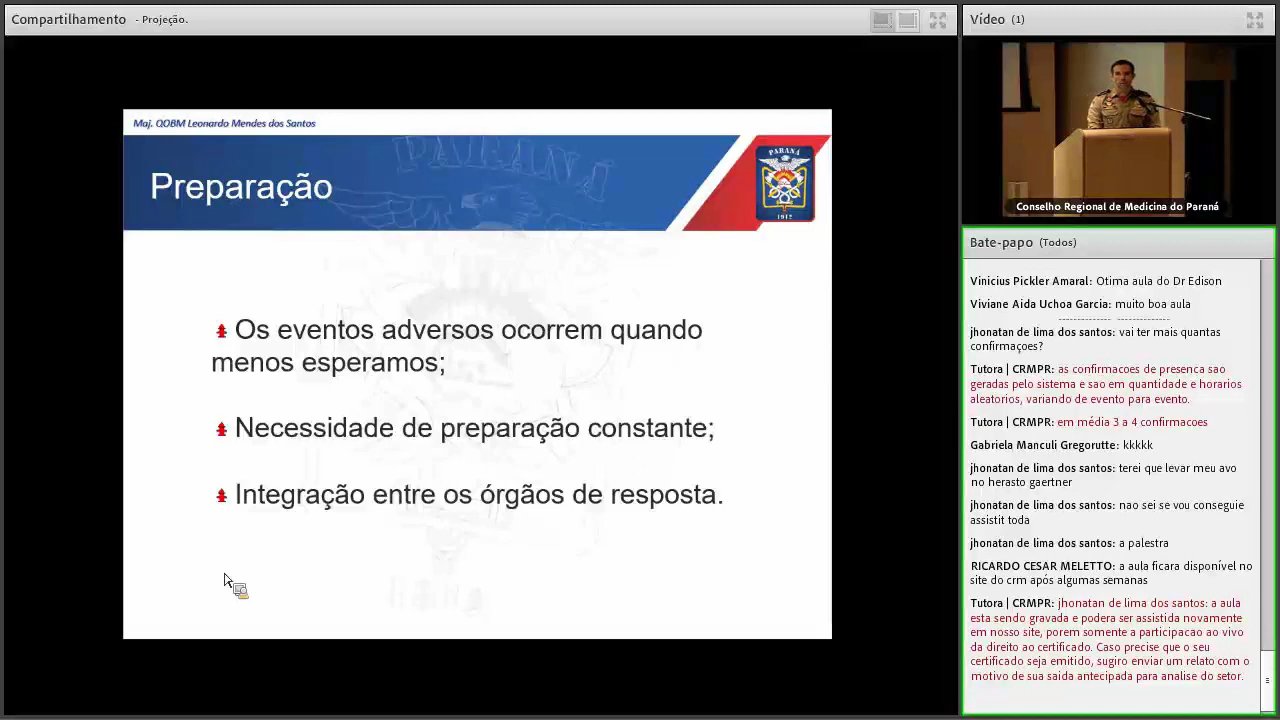 Compartilhamento - Projeção.
Maj. QOBM Leonardo Mendes dos Santos
Preparação
PARANÁ
1912
Os eventos adversos ocorrem quando
menos esperamos;
Necessidade de preparação constante;
Integração entre os órgãos de resposta.
Vídeo (1)
Conselho Regional de Medicina do Paraná
Bate-papo (Todos)
Vinicius Pickler Amaral: Otima aula do Dr Edison
Viviane Aida Uchoa Garcia: muito boa aula
-------------- --------------
jhonatan de lima dos santos: vai ter mais quantas
confirmaçoes?
Tutora | CRMPR: as confirmacoes de presenca sao
geradas pelo sistema e sao em quantidade e horarios
aleatorios, variando de evento para evento.
Tutora | CRMPR: em média 3 a 4 confirmacoes
Gabriela Manculi Gregorutte: kkkkk
jhonatan de lima dos santos: terei que levar meu avo
no herasto gaertner
jhonatan de lima dos santos: nao sei se vou conseguie
assistit toda
jhonatan de lima dos santos: a palestra
RICARDO CESAR MELETTO: a aula ficara disponível no
site do crm após algumas semanas
Tutora | CRMPR: jhonatan de lima dos santos: a aula
esta sendo gravada e podera ser assistida novamente
em nosso site, porem somente a participacao ao vivo
da direito ao certificado. Caso precise que o seu
certificado seja emitido, sugiro enviar um relato com o
motivo de sua saida antecipada para analise do setor.